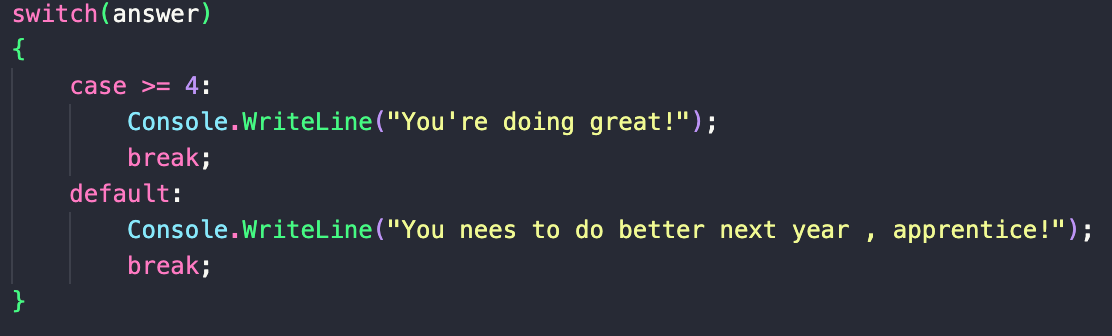 switch(answer)
{
case >= 4:
Console.WriteLine("You're doing great!");
break;
default:
Console.WriteLine("You nees to do better next year , apprentice!");
break;
}